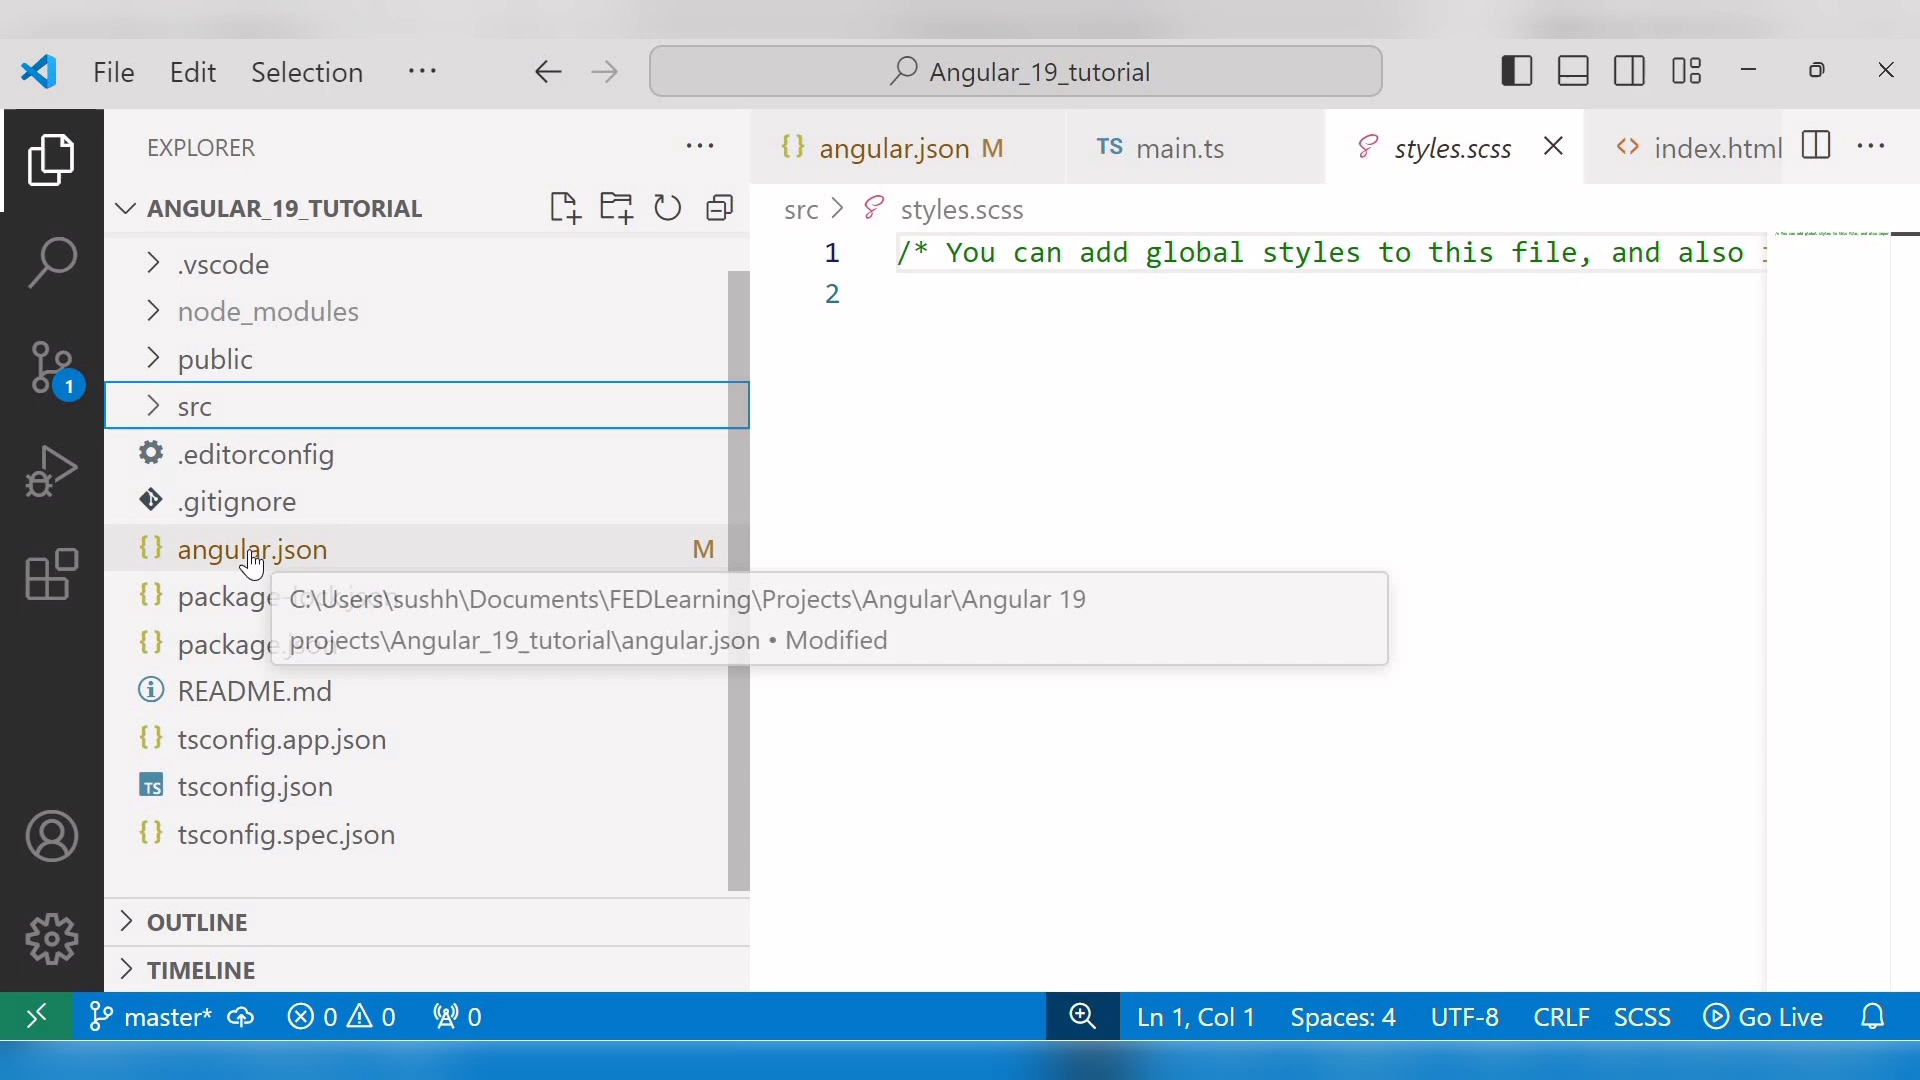 File Edit Selection ··· Angular_19_tutorial
EXPLORER ···
ANGULAR_19_TUTORIAL
.vscode
node_modules
public
src
.editorconfig
.gitignore
angular.json M
package
package.json
README.md
tsconfig.app.json
tsconfig.json
tsconfig.spec.json
OUTLINE
TIMELINE
1
C:\Users\sushh\Documents\FEDLearning\Projects\Angular\Angular 19
projects\Angular_19_tutorial\angular.json • Modified
{} angular.json M TS main.ts styles.scss <> index.html ···
src > styles.scss
1 /* You can add global styles to this file, and also
2
master* 0 0 0 Ln 1, Col 1 Spaces: 4 UTF-8 CRLF SCSS Go Live